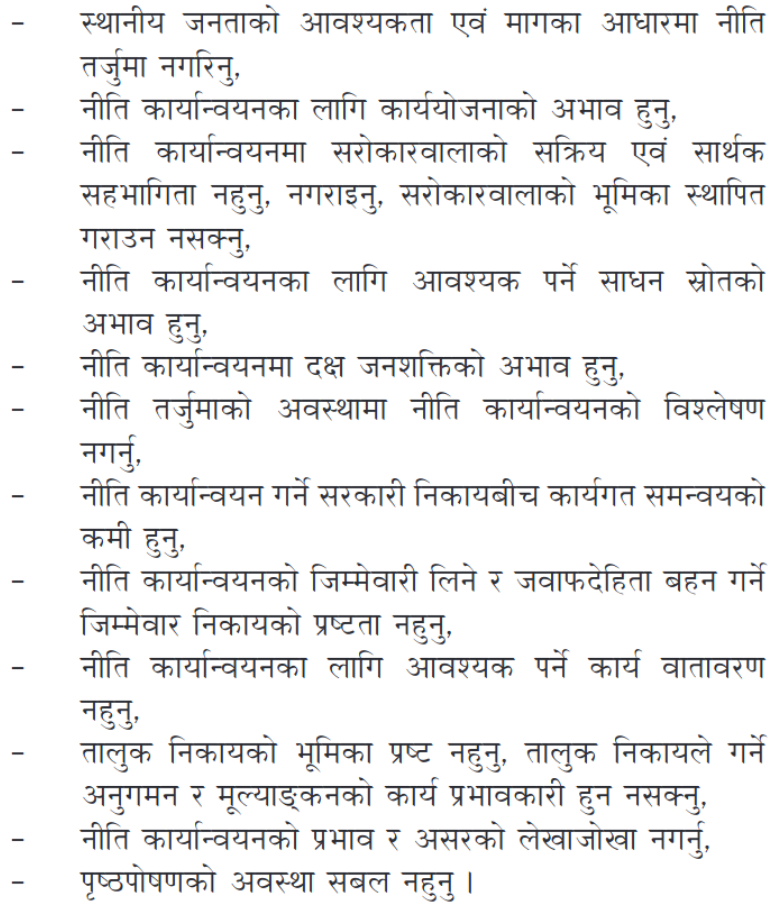 – स्थानीय जनताको आवश्यकता एवं मागका आधारमा नीति
तर्जुमा नगरिनु,
– नीति कार्यान्वयनका लागि कार्ययोजनाको अभाव हुनु,
– नीति कार्यान्वयनमा सरोकारवालाको सक्रिय एवं सार्थक
सहभागिता नहुनु, नगराइनु, सरोकारवालाको भूमिका स्थापित
गराउन नसक्नु,
– नीति कार्यान्वयनका लागि आवश्यक पर्ने साधन स्रोतको
अभाव हुनु,
– नीति कार्यान्वयनमा दक्ष जनशक्तिको अभाव हुनु,
– नीति तर्जुमाको अवस्थामा नीति कार्यान्वयनको विश्लेषण
नगर्नु,
– नीति कार्यान्वयन गर्ने सरकारी निकायबीच कार्यगत समन्वयको
कमी हुनु,
– नीति कार्यान्वयनको जिम्मेवारी लिने र जवाफदेहिता बहन गर्ने
जिम्मेवार निकायको प्रष्टता नहुनु,
– नीति कार्यान्वयनका लागि आवश्यक पर्ने कार्य वातावरण
नहुनु,
– तालुक निकायको भूमिका प्रष्ट नहुनु, तालुक निकायले गर्ने
अनुगमन र मूल्याङ्कनको कार्य प्रभावकारी हुन नसक्नु,
– नीति कार्यान्वयनको प्रभाव र असरको लेखाजोखा नगर्नु,
– पृष्ठपोषणको अवस्था सबल नहुनु ।